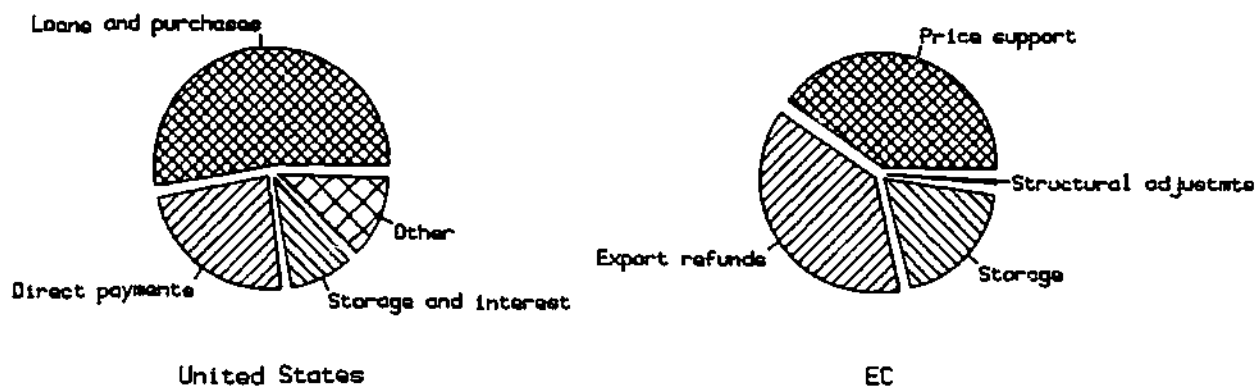 Loans and purchases
Other
Storage and interest
Direct payments
United States
Price support
Structural adjustmts
Storage
Export refunds
EC